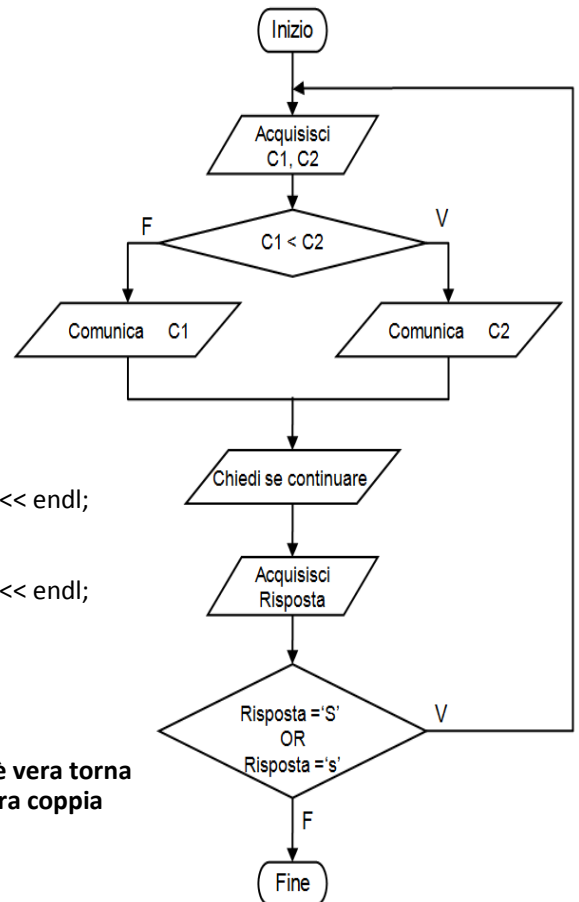 Inizio
Acquisisci
C1, C2
F
V
C1 < C2
Comunica C1
Comunica C2
Chiedi se continuare
<< endl;
Acquisisci
Risposta
<< endl;
Risposta =‘S’
OR
Risposta =‘s’
V
è vera torna
ra coppia
F
Fine